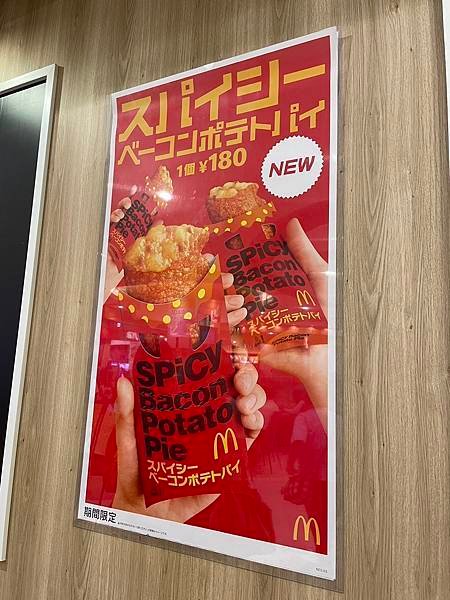 スパイシー
ベーコンポテトパイ
1個 ¥180
NEW
SPiCY
Bacon
Potato
Pie
スパイシー
ベーコンポテトパイ
SPiCY
Bacon
Potato
Pie
スパイシー
ベーコンポテトパイ
期間限定